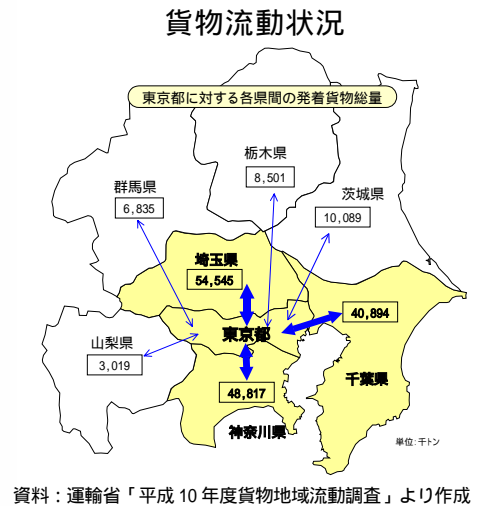 貨物流動状況
東京都に対する各県間の発着貨物総量
栃木県
8,501
群馬県
6,835
茨城県
10,089
埼玉県
54,545
40,894
東京都
山梨県
3,019
千葉県
48,817
神奈川県
単位:千トン
資料：運輸省「平成10年度貨物地域流動調査」より作成